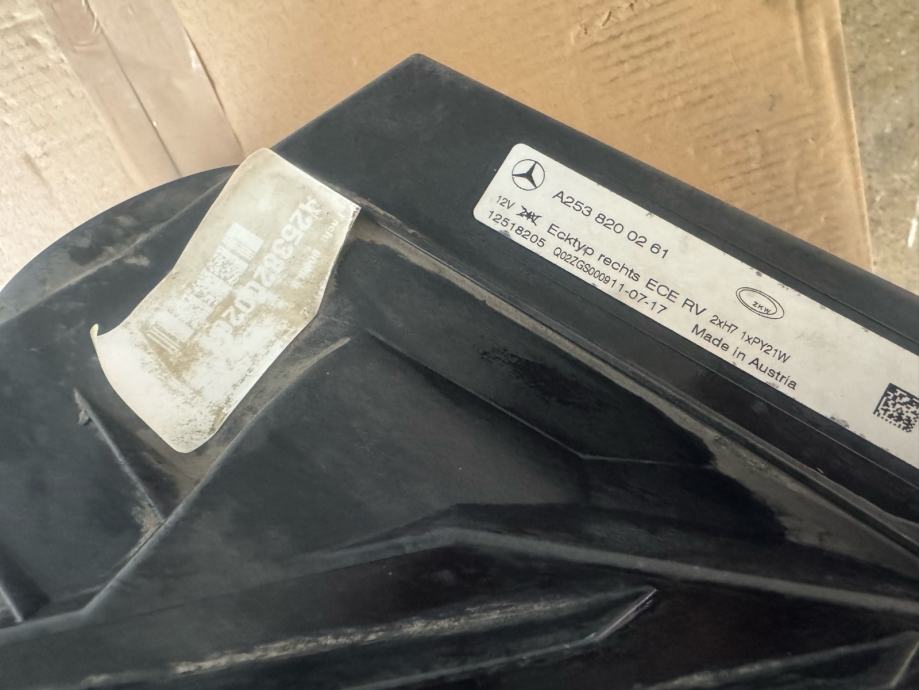 A253 820 02 61
12V Ecktyp rechts ECE RV 2xH7 1xPY21W
12518205 Q02ZGS000911-07-17 Made in Austria
ZKW